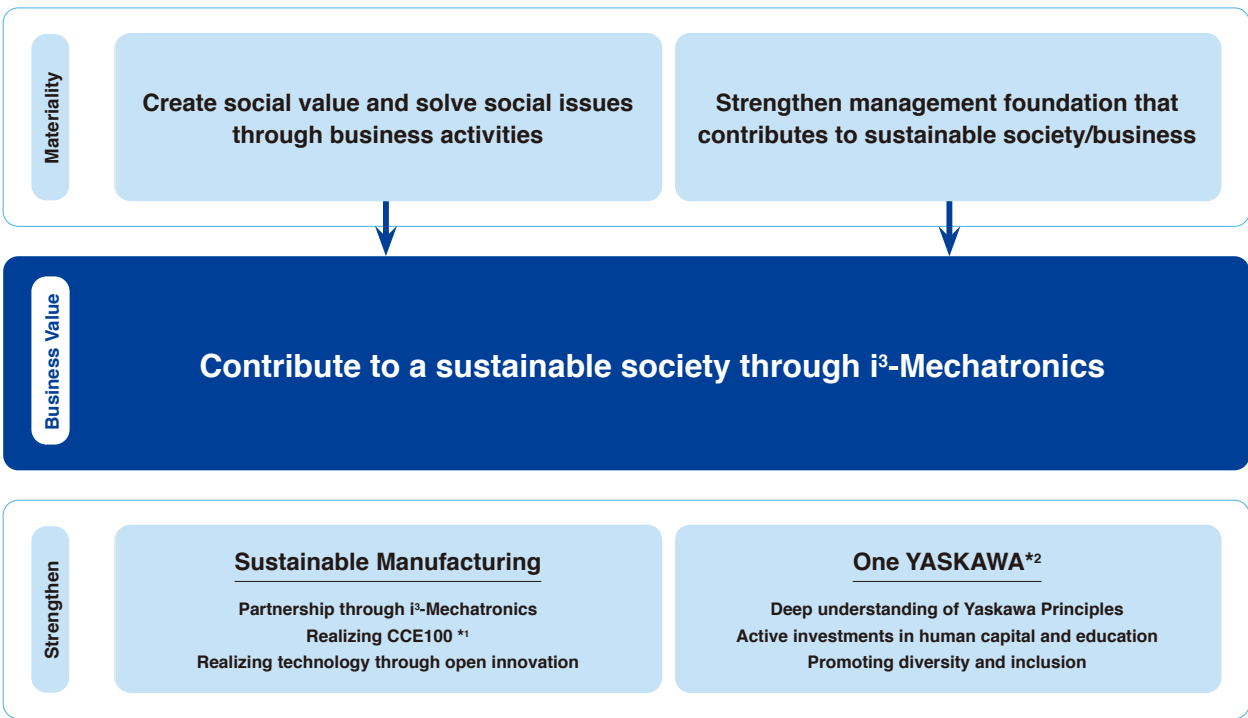 Materiality
Create social value and solve social issues
through business activities
Strengthen management foundation that
contributes to sustainable society/business
Business Value
Contribute to a sustainable society through i³-Mechatronics
Strengthen
Sustainable Manufacturing
Partnership through i³-Mechatronics
Realizing CCE100 *¹
Realizing technology through open innovation
One YASKAWA*²
Deep understanding of Yaskawa Principles
Active investments in human capital and education
Promoting diversity and inclusion